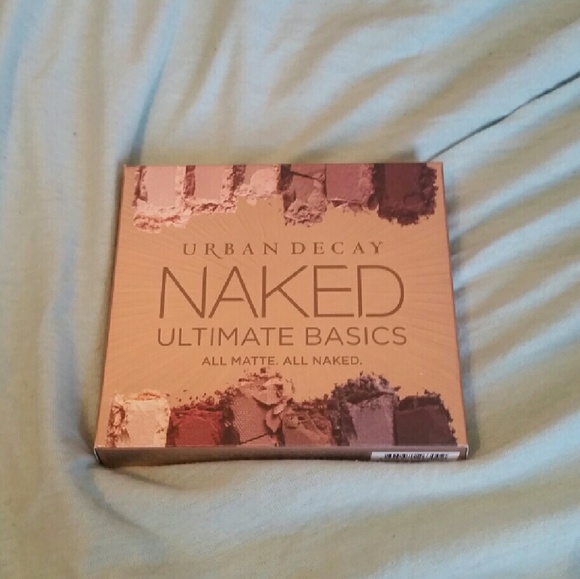 URBAN DECAY
NAKED
ULTIMATE BASICS
ALL MATTE. ALL NAKED.